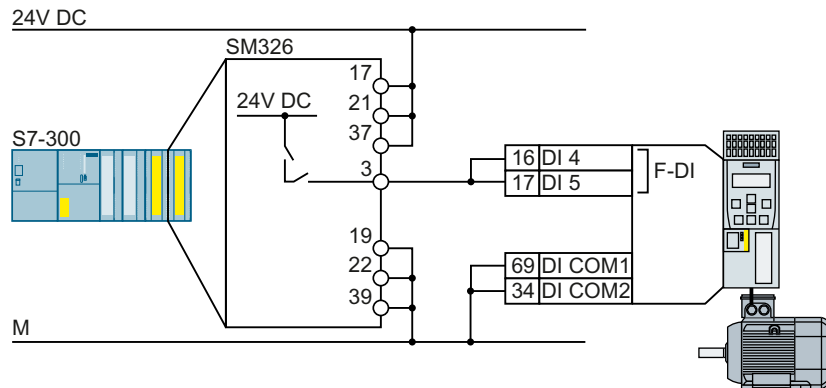 24V DC
SM326
17
24V DC
21
37
S7-300
3
16 DI 4
17 DI 5
F-DI
19
22
39
69 DI COM1
34 DI COM2
M